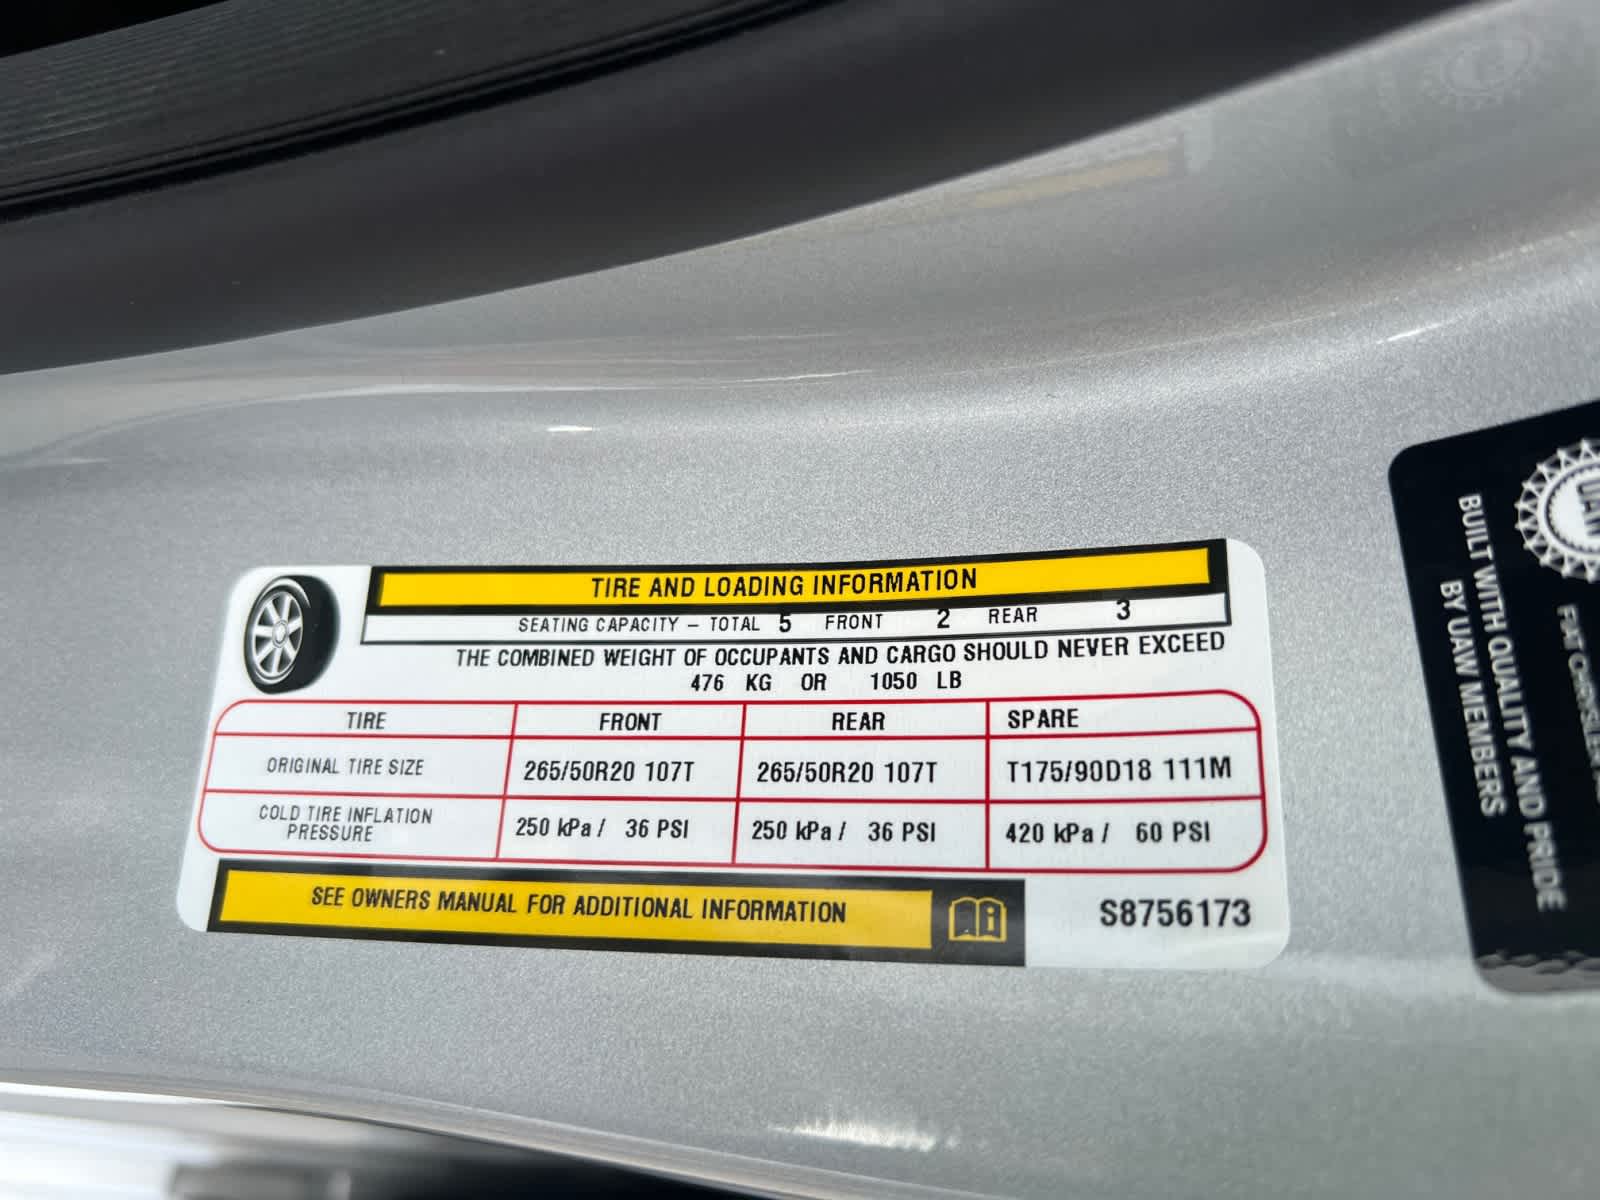 TIRE AND LOADING INFORMATION
SEATING CAPACITY – TOTAL 5 FRONT 2 REAR 3
THE COMBINED WEIGHT OF OCCUPANTS AND CARGO SHOULD NEVER EXCEED
476 KG OR 1050 LB
TIRE FRONT REAR SPARE
ORIGINAL TIRE SIZE 265/50R20 107T 265/50R20 107T T175/90D18 111M
COLD TIRE INFLATION
PRESSURE 250 kPa / 36 PSI 250 kPa / 36 PSI 420 kPa / 60 PSI
SEE OWNERS MANUAL FOR ADDITIONAL INFORMATION
S8756173
UAW
BUILT WITH QUALITY AND PRIDE
BY UAW MEMBERS
FIAT CHRYSLER